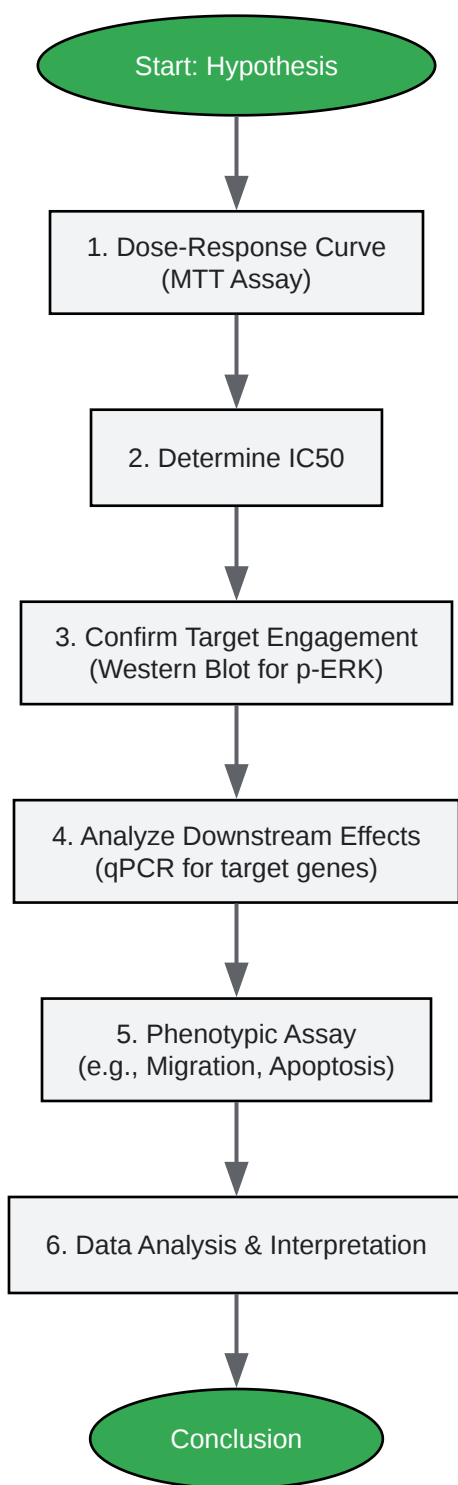 Start: Hypothesis
1. Dose-Response Curve
(MTT Assay)
2. Determine IC50
3. Confirm Target Engagement
(Western Blot for p-ERK)
4. Analyze Downstream Effects
(qPCR for target genes)
5. Phenotypic Assay
(e.g., Migration, Apoptosis)
6. Data Analysis & Interpretation
Conclusion